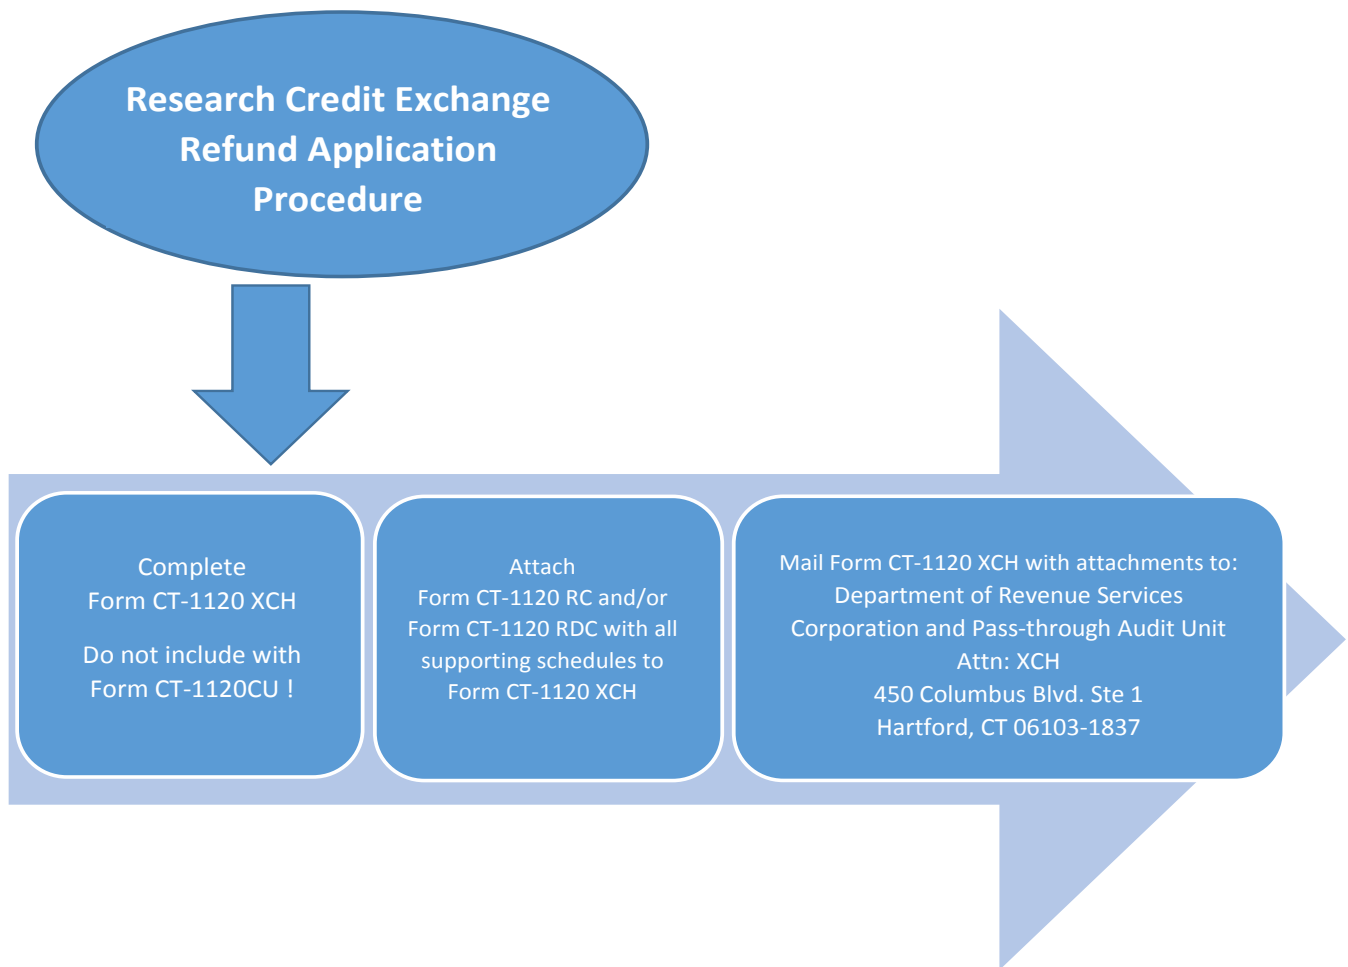 Research Credit Exchange
Refund Application
Procedure
Complete
Form CT-1120 XCH
Do not include with
Form CT-1120CU !
Attach
Form CT-1120 RC and/or
Form CT-1120 RDC with all
supporting schedules to
Form CT-1120 XCH
Mail Form CT-1120 XCH with attachments to:
Department of Revenue Services
Corporation and Pass-through Audit Unit
Attn: XCH
450 Columbus Blvd. Ste 1
Hartford, CT 06103-1837